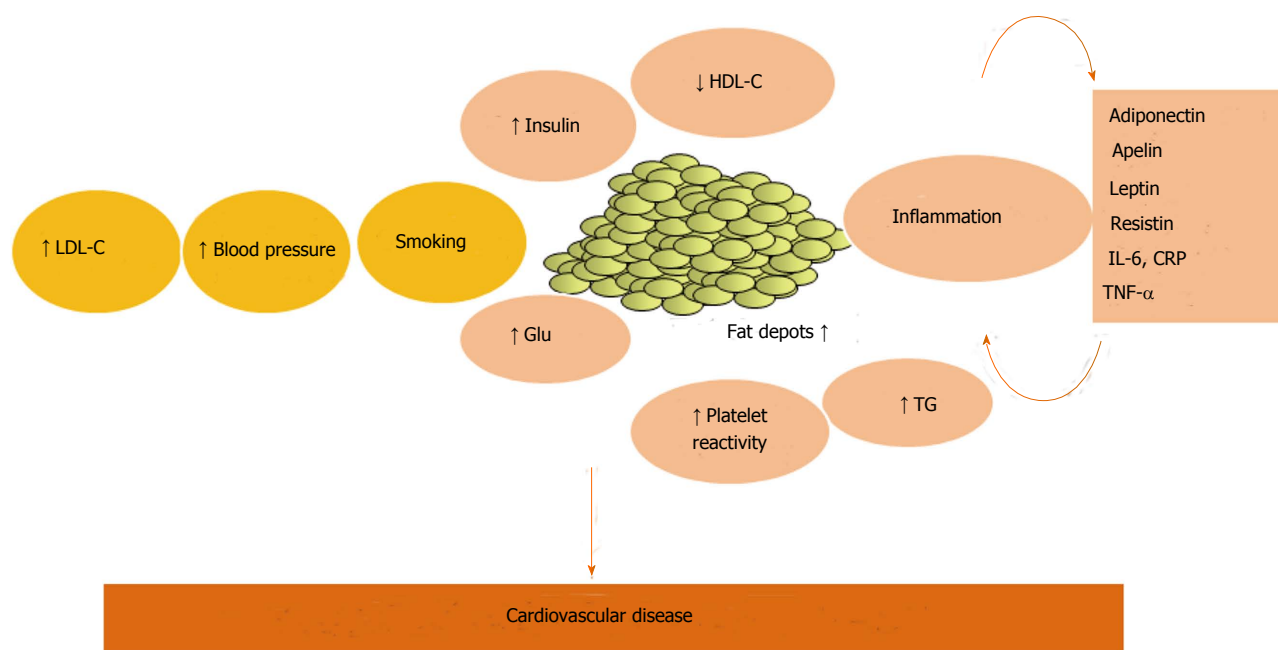 ↓ HDL-C
↑ Insulin
Adiponectin
Apelin
Leptin
Resistin
IL-6, CRP
TNF-α
Inflammation
Smoking
↑ Blood pressure
↑ LDL-C
↑ Glu
Fat depots ↑
↑ TG
↑ Platelet
reactivity
Cardiovascular disease